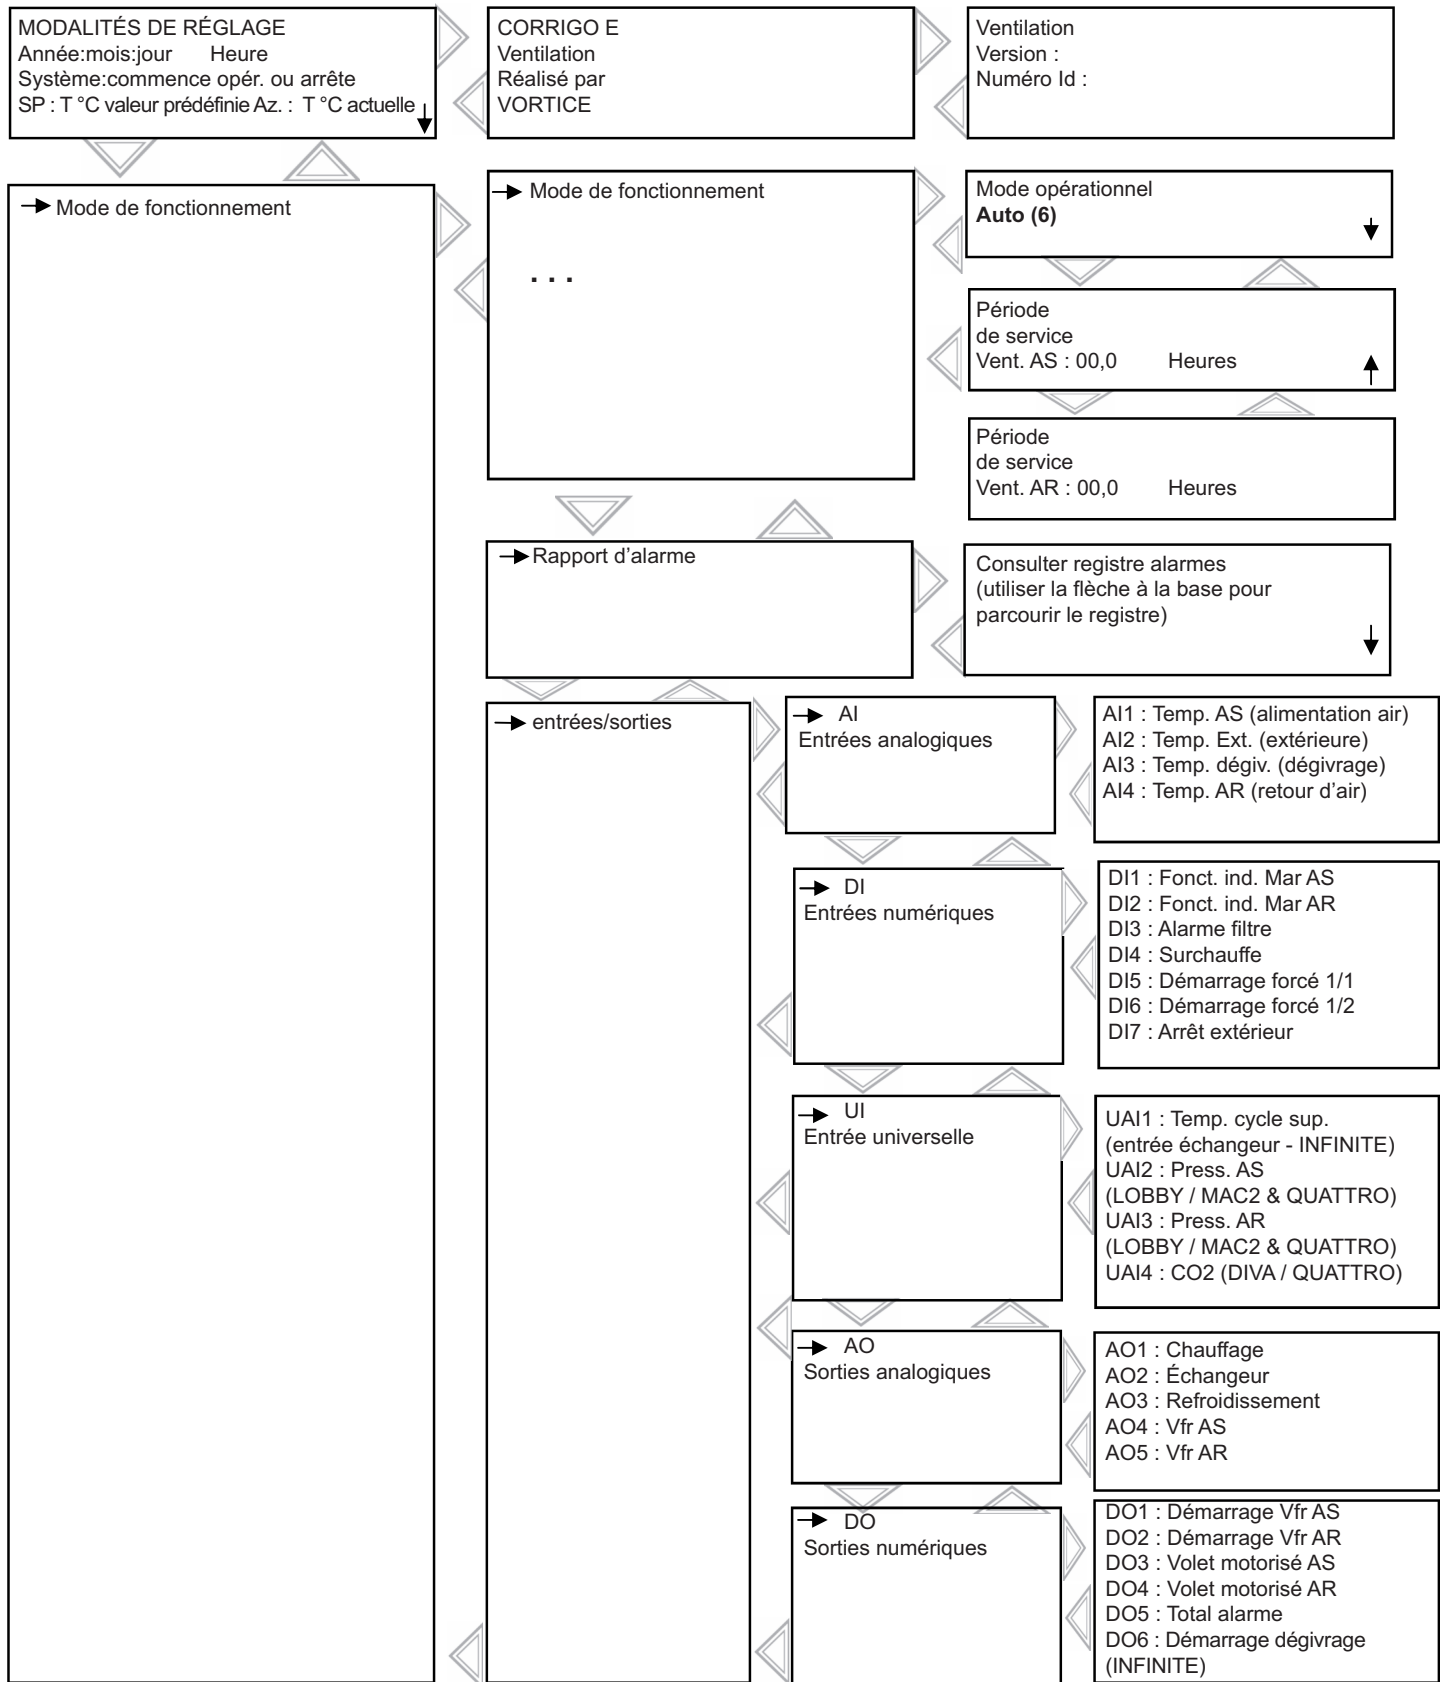 MODALITÉS DE RÉGLAGE
Année:mois:jour Heure
Système:commence opér. ou arrête
SP : T °C valeur prédéfinie Az. : T °C actuelle
CORRIGO E
Ventilation
Réalisé par
VORTICE
Ventilation
Version :
Numéro Id :
Mode de fonctionnement
Mode de fonctionnement
. . .
Mode opérationnel
Auto (6)
Période
de service
Vent. AS : 00,0 Heures
Période
de service
Vent. AR : 00,0 Heures
Rapport d'alarme
Consulter registre alarmes
(utiliser la flèche à la base pour
parcourir le registre)
entrées/sorties
AI
Entrées analogiques
AI1 : Temp. AS (alimentation air)
AI2 : Temp. Ext. (extérieure)
AI3 : Temp. dégiv. (dégivrage)
AI4 : Temp. AR (retour d'air)
DI
Entrées numériques
DI1 : Fonct. ind. Mar AS
DI2 : Fonct. ind. Mar AR
DI3 : Alarme filtre
DI4 : Surchauffe
DI5 : Démarrage forcé 1/1
DI6 : Démarrage forcé 1/2
DI7 : Arrêt extérieur
UI
Entrée universelle
UAI1 : Temp. cycle sup.
(entrée échangeur - INFINITE)
UAI2 : Press. AS
(LOBBY / MAC2 & QUATTRO)
UAI3 : Press. AR
(LOBBY / MAC2 & QUATTRO)
UAI4 : CO2 (DIVA / QUATTRO)
AO
Sorties analogiques
AO1 : Chauffage
AO2 : Échangeur
AO3 : Refroidissement
AO4 : Vfr AS
AO5 : Vfr AR
DO
Sorties numériques
DO1 : Démarrage Vfr AS
DO2 : Démarrage Vfr AR
DO3 : Volet motorisé AS
DO4 : Volet motorisé AR
DO5 : Total alarme
DO6 : Démarrage dégivrage
(INFINITE)